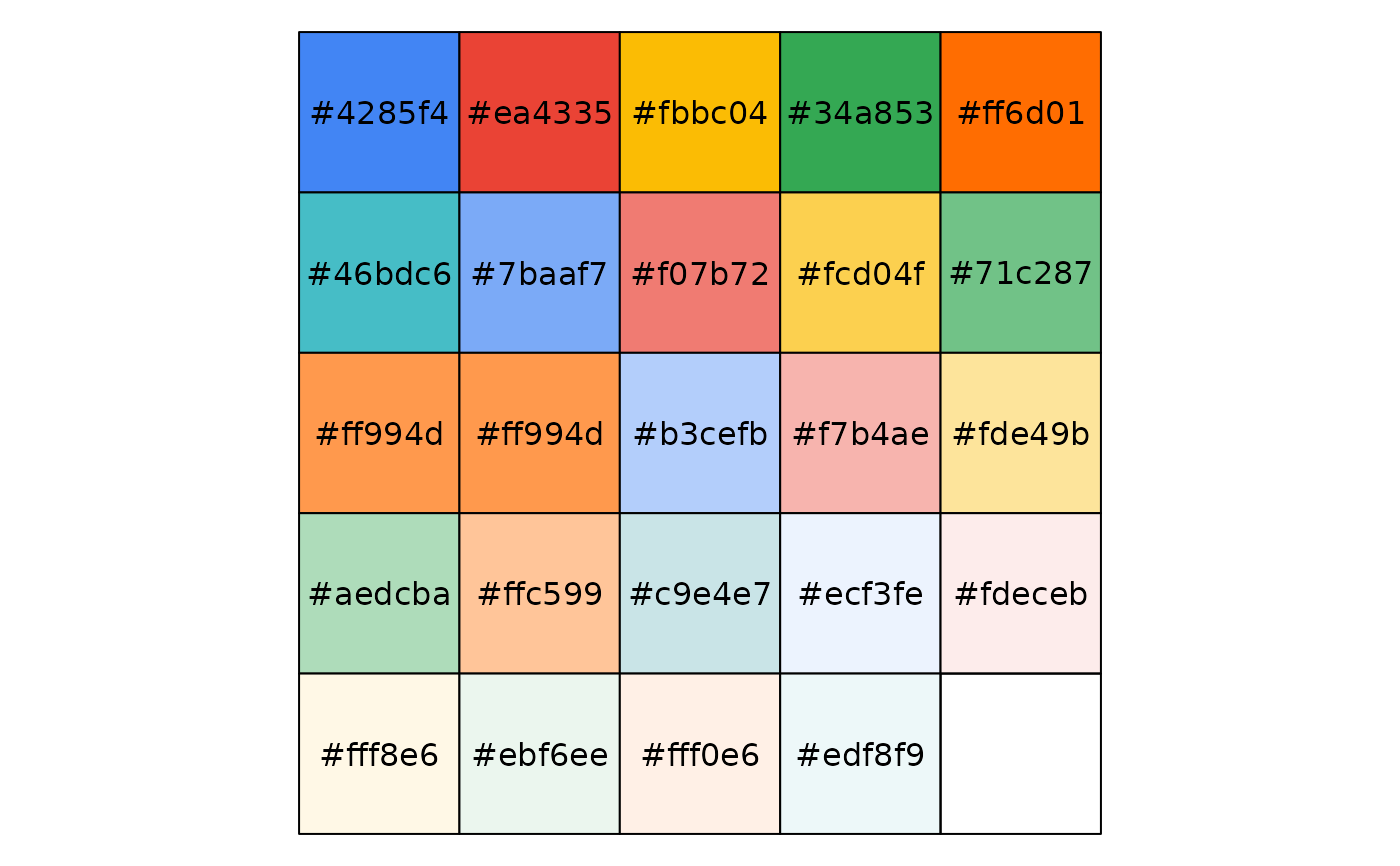 #4285f4 #ea4335 #fbbc04 #34a853 #ff6d01
#46bdc6 #7baaf7 #f07b72 #fcd04f #71c287
#ff994d #ff994d #b3cefb #f7b4ae #fde49b
#aedcba #ffc599 #c9e4e7 #ecf3fe #fdeceb
#fff8e6 #ebf6ee #fff0e6 #edf8f9